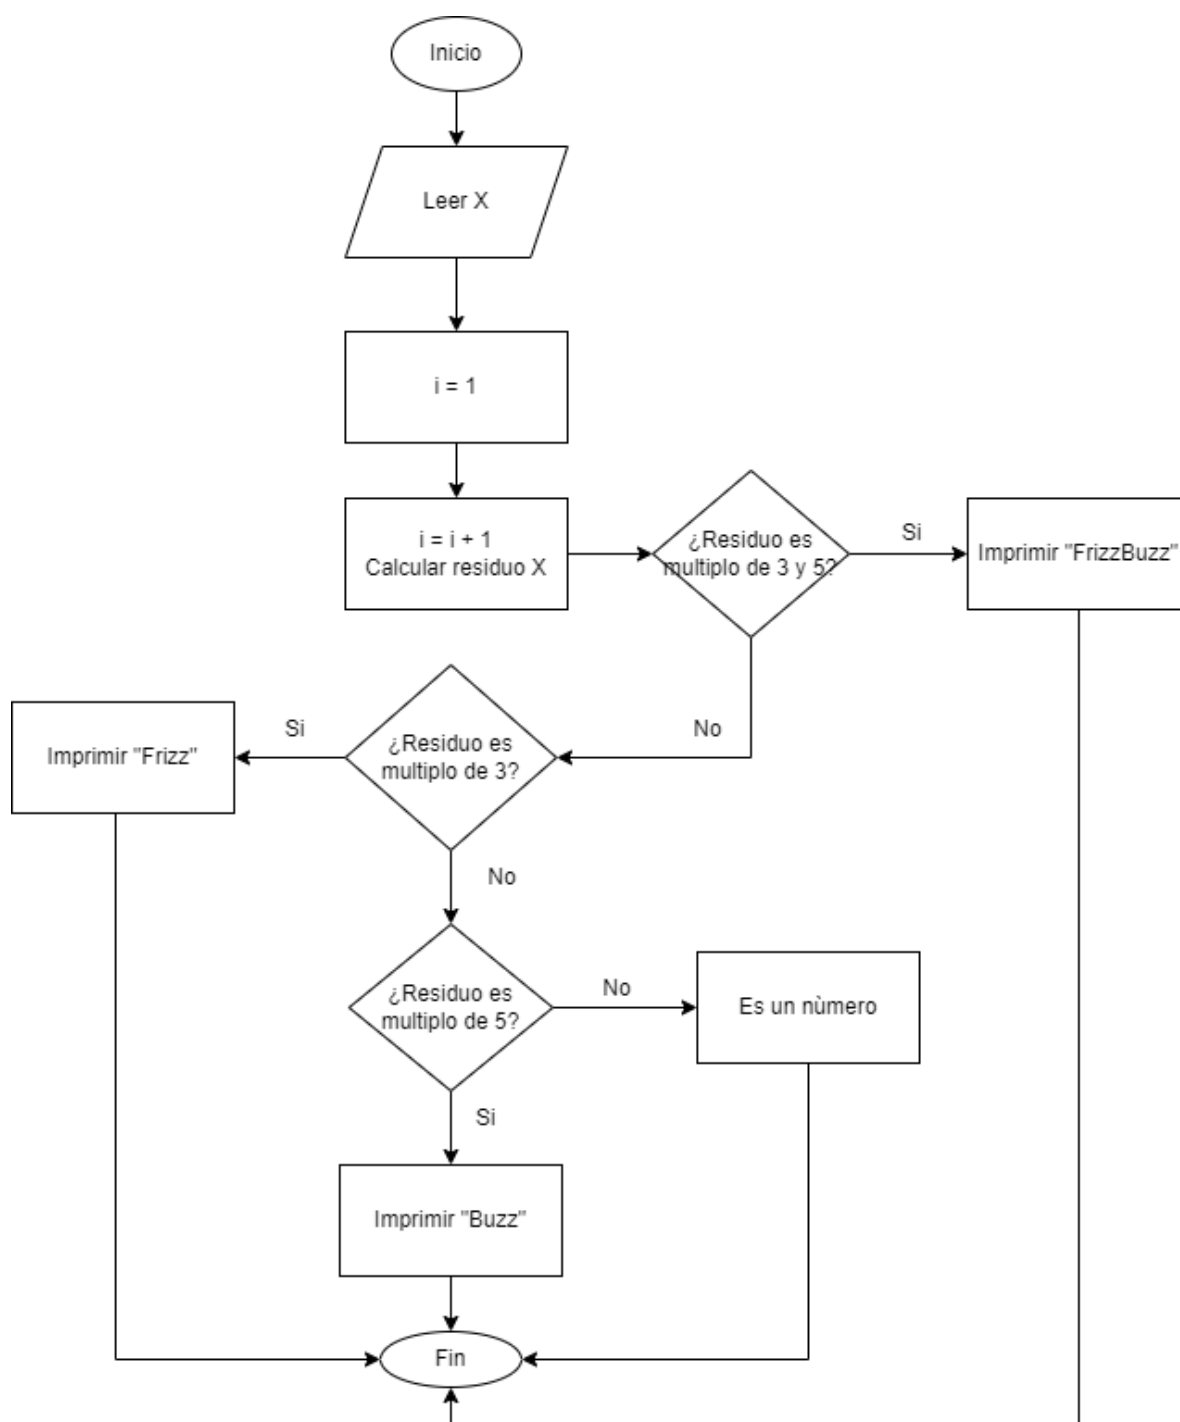 Inicio
Leer X
i = 1
i = i + 1
Calcular residuo X
¿Residuo es
multiplo de 3 y 5?
Si
Imprimir "FrizzBuzz"
No
¿Residuo es
multiplo de 3?
Si
Imprimir "Frizz"
No
¿Residuo es
multiplo de 5?
No
Es un nùmero
Si
Imprimir "Buzz"
Fin